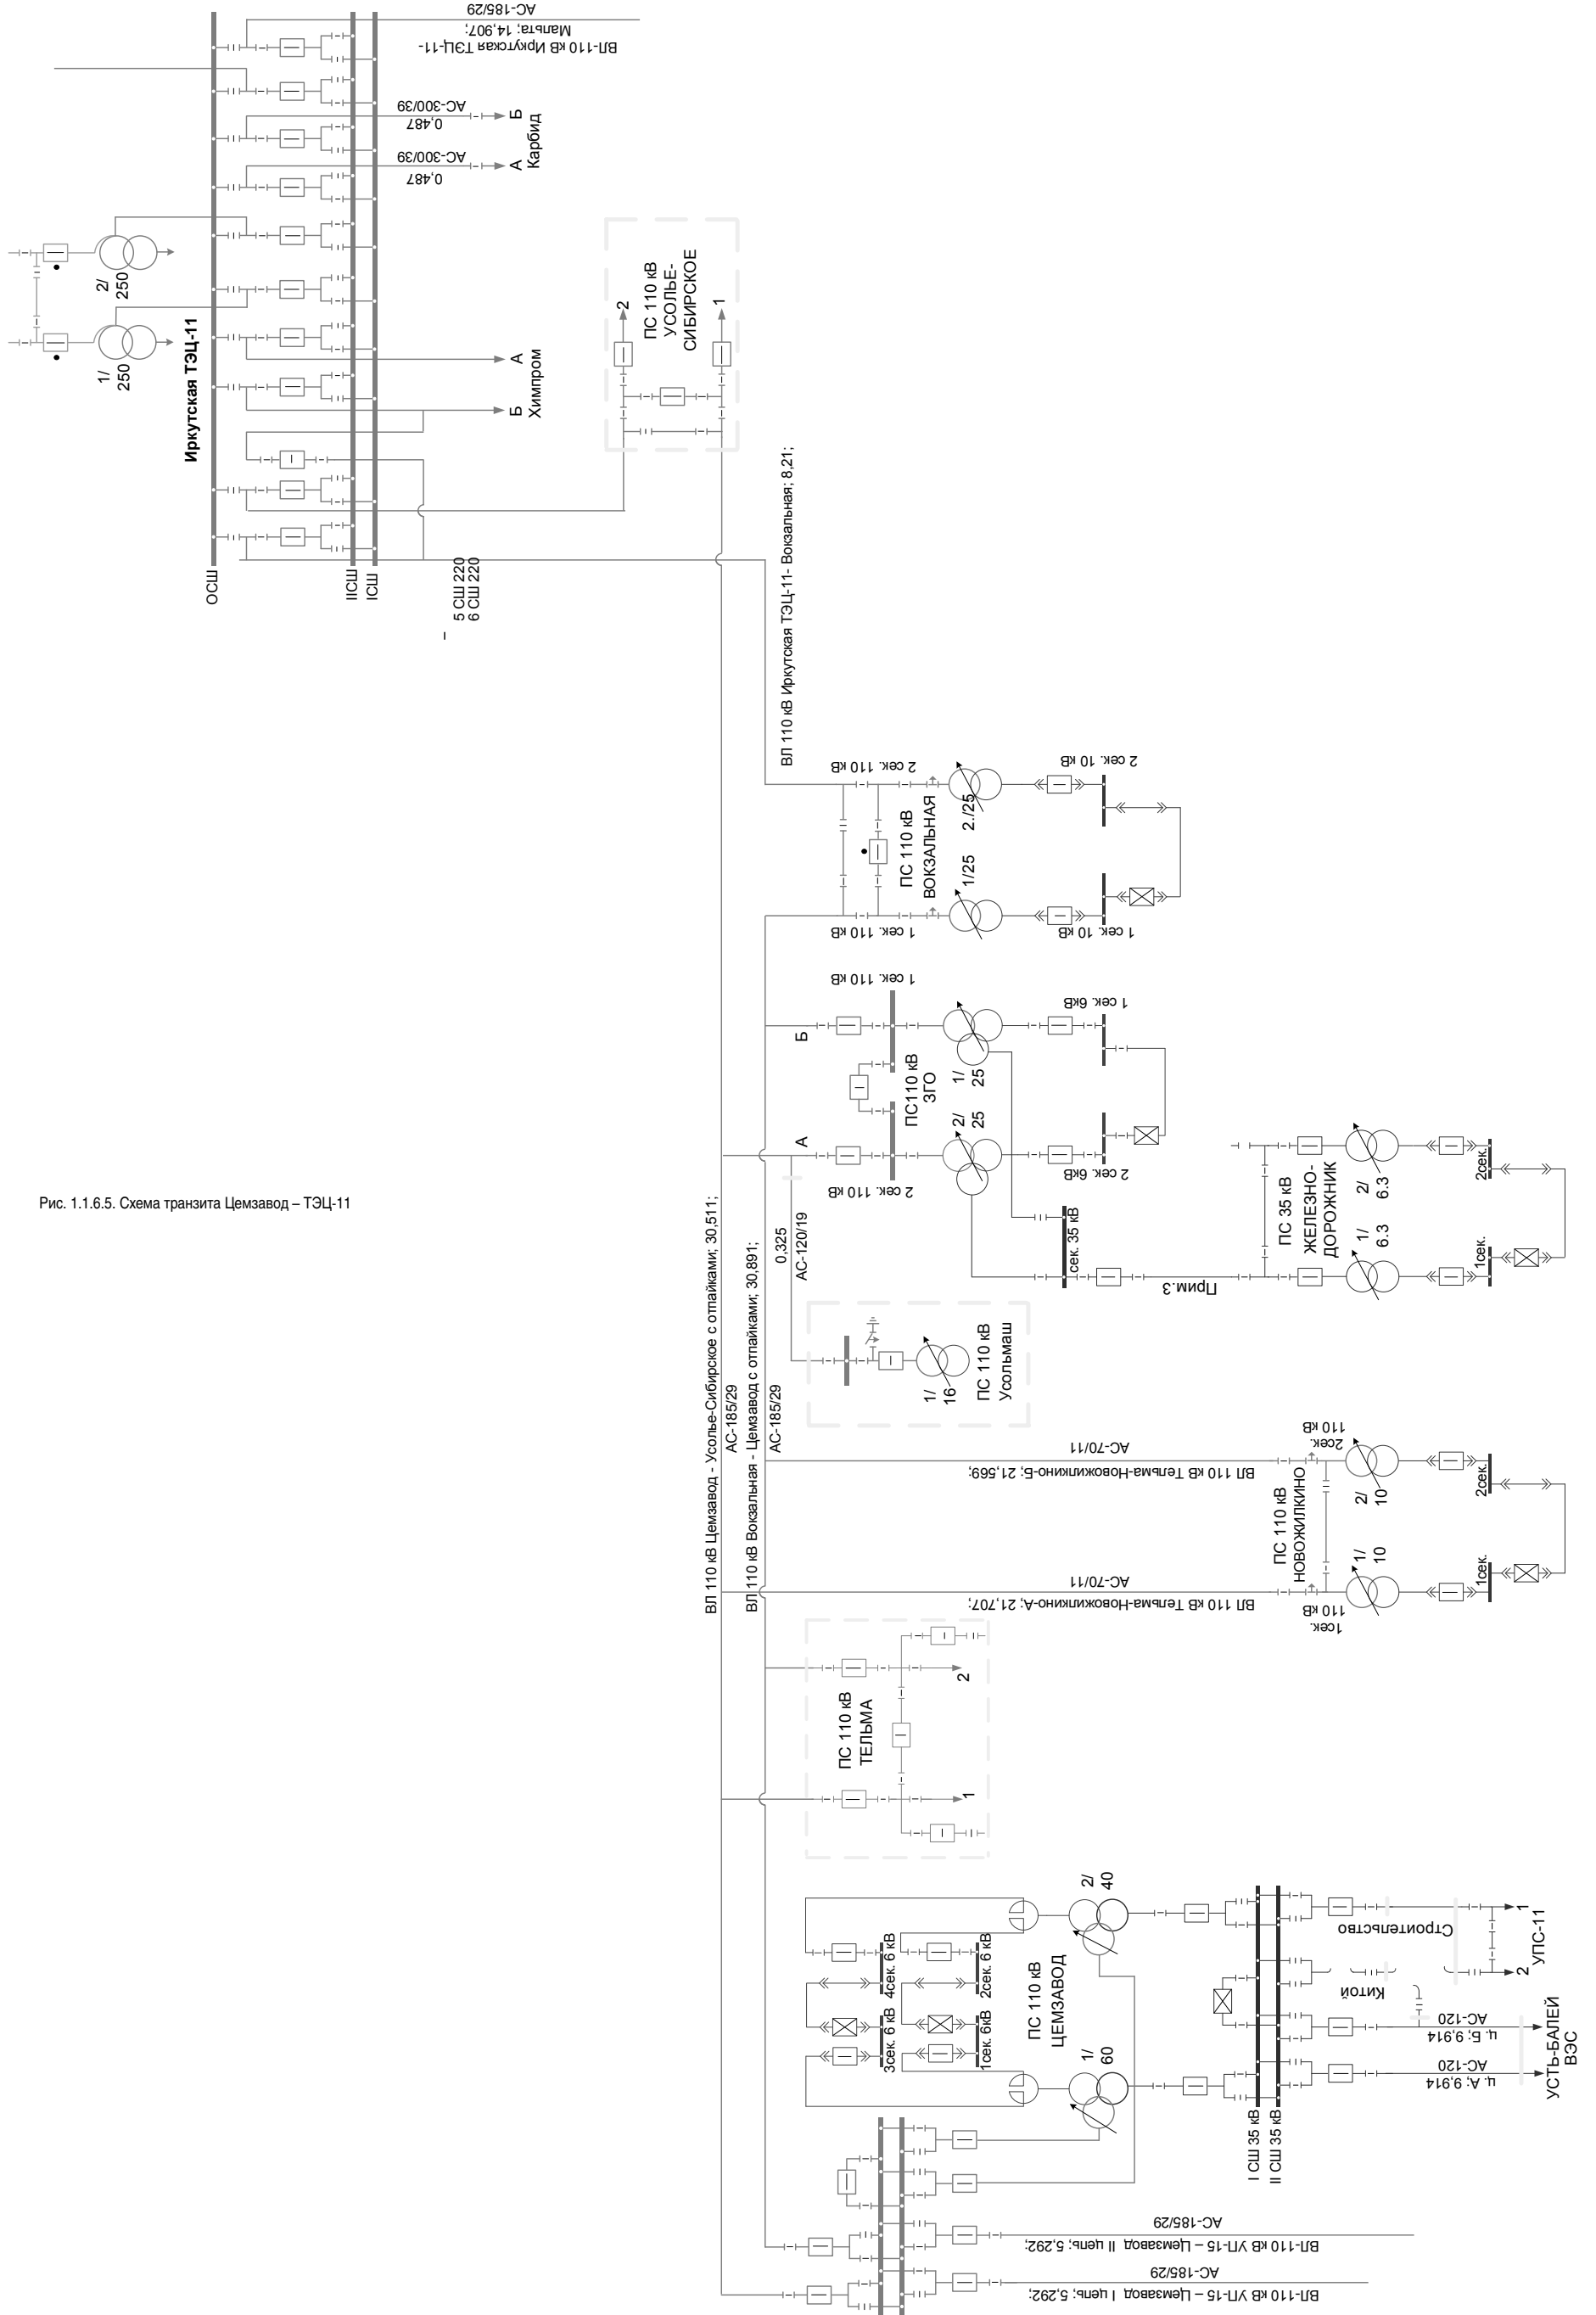 АС-185/29
Мальта; 14,907;
ВЛ-110 кВ Иркутская ТЭЦ-11-
АС-300/39
0,487
Б
АС-300/39
0,487
А
Карбид
2/
250
1/
250
Иркутская ТЭЦ-11
А
Б
Химпром
ОСШ
IIСШ
IСШ
5 СШ 220
6 СШ 220
–
ПС 110 кВ
УСОЛЬЕ-
СИБИРСКОЕ
2
1
ВЛ 110 кВ Иркутская ТЭЦ-11- Вокзальная; 8,21;
2 сек. 110 кВ
1 сек. 110 кВ
ПС 110 кВ
ВОКЗАЛЬНАЯ
2./25
1/25
2 сек. 10 кВ
1 сек. 10 кВ
1 сек. 110 кВ
2 сек. 110 кВ
Б
А
ПС110 кВ
ЗГО
1/
25
2/
25
1 сек. 6кВ
2 сек. 6кВ
1сек. 35 кВ
Прим.3
ПС 35 кВ
ЖЕЛЕЗНО-
ДОРОЖНИК
2/
6.3
1/
6.3
2сек.
1сек.
Рис. 1.1.6.5. Схема транзита Цемзавод – ТЭЦ-11
ВЛ 110 кВ Цемзавод - Усолье-Сибирское с отпайками; 30,511;
АС-185/29
ВЛ 110 кВ Вокзальная - Цемзавод с отпайками; 30,891;
АС-185/29
0,325
АС-120/19
1/
16
ПС 110 кВ
Усольмаш
АС-70/11
ВЛ 110 кВ Тельма-Новожилкино-Б; 21,569;
АС-70/11
ВЛ 110 кВ Тельма-Новожилкино-А; 21,707;
2сек.
110 кВ
1сек.
110 кВ
ПС 110 кВ
НОВОЖИЛКИНО
2/
10
1/
10
2сек.
1сек.
ПС 110 кВ
ТЕЛЬМА
2
1
4сек. 6 кВ
3сек. 6 кВ
2сек. 6 кВ
1сек. 6кВ
ПС 110 кВ
ЦЕМЗАВОД
2/
40
1/
60
I СШ 35 кВ
II СШ 35 кВ
Строительство
Китой
1
2
УПС-11
АС-120
ц. Б; 9,914
АС-120
ц. А; 9,914
УСТЬ-БАЛЕЙ
ВЭС
АС-185/29
ВЛ-110 кВ УП-15 – Цемзавод II цепь; 5,292;
АС-185/29
ВЛ-110 кВ УП-15 – Цемзавод I цепь; 5,292;